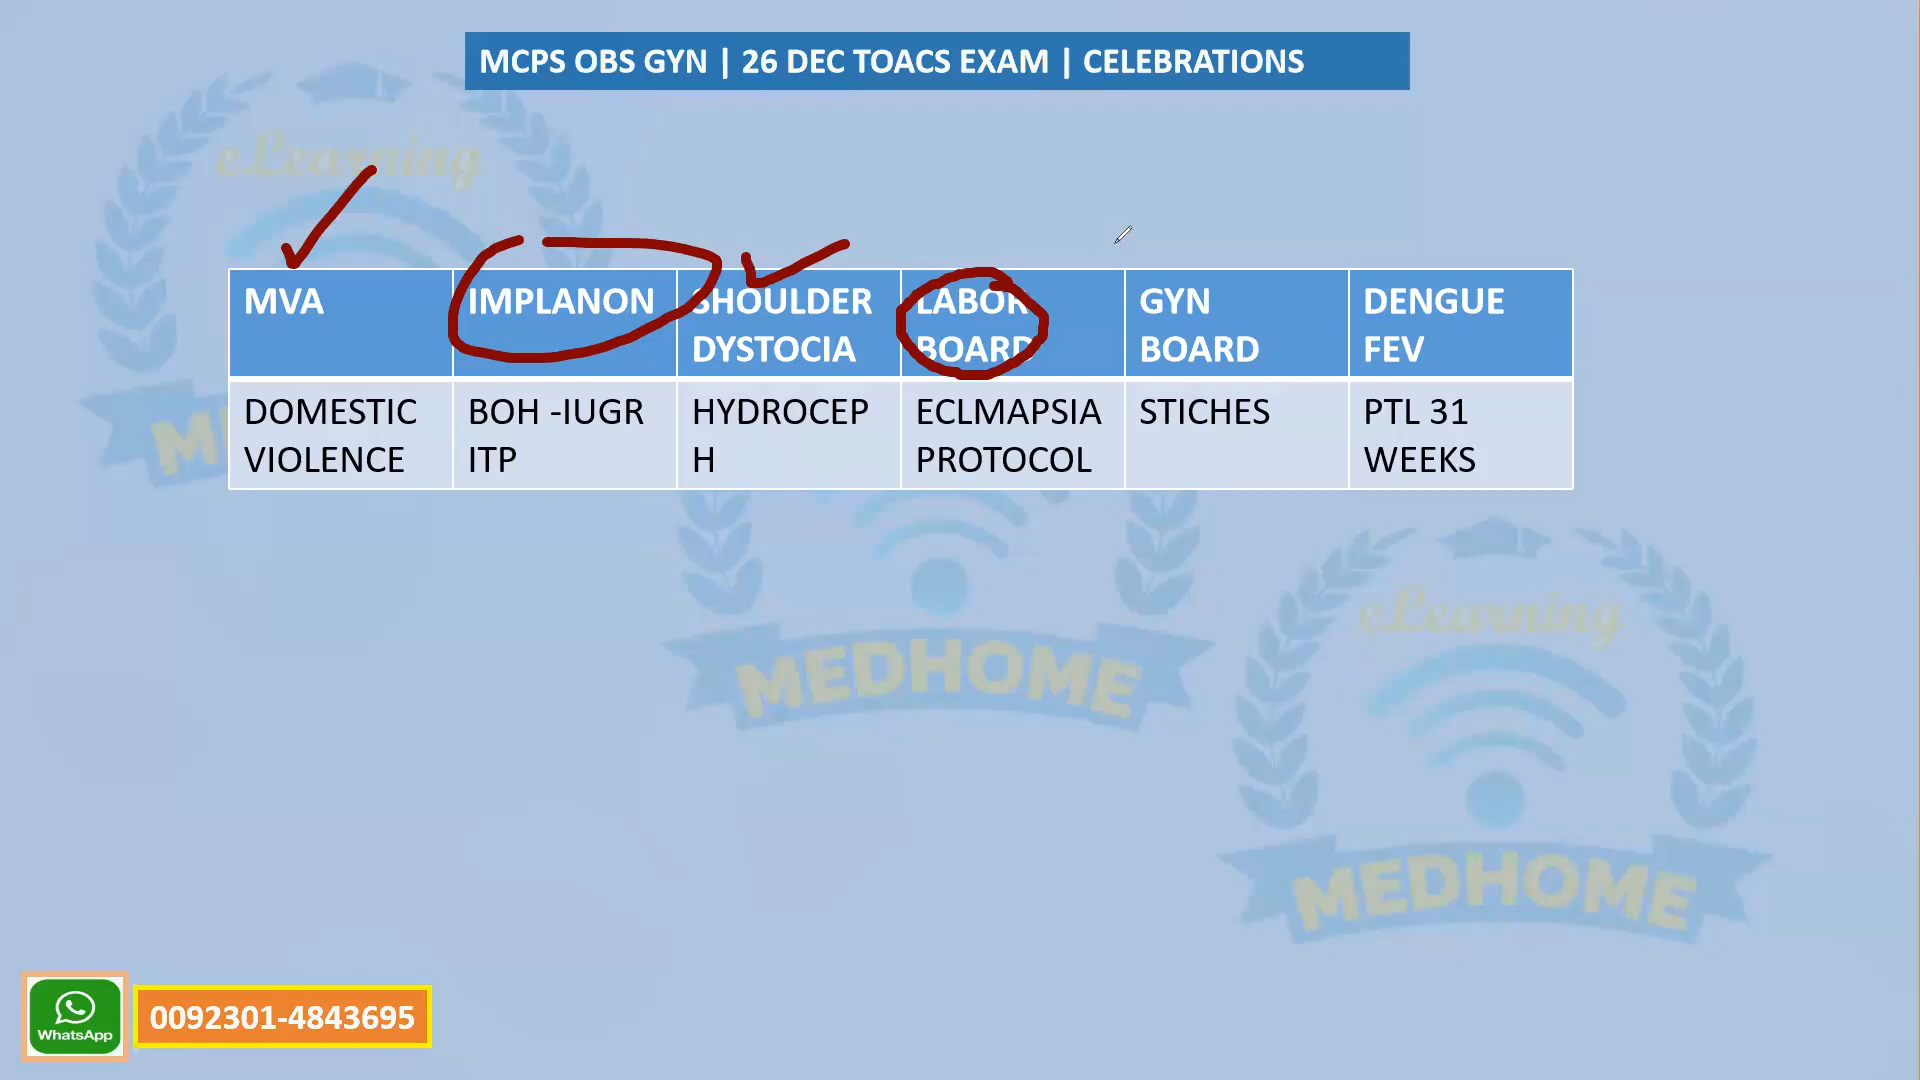 MCPS OBS GYN | 26 DEC TOACS EXAM | CELEBRATIONS
eLearning
MVA
IMPLANON
SHOULDER
DYSTOCIA
LABOR
BOARD
GYN
BOARD
DENGUE
FEV
DOMESTIC
VIOLENCE
BOH -IUGR
ITP
HYDROCEP
H
ECLMAPSIA
PROTOCOL
STICHES
PTL 31
WEEKS
eLearning
MEDHOME
MEDHOME
WhatsApp
0092301-4843695